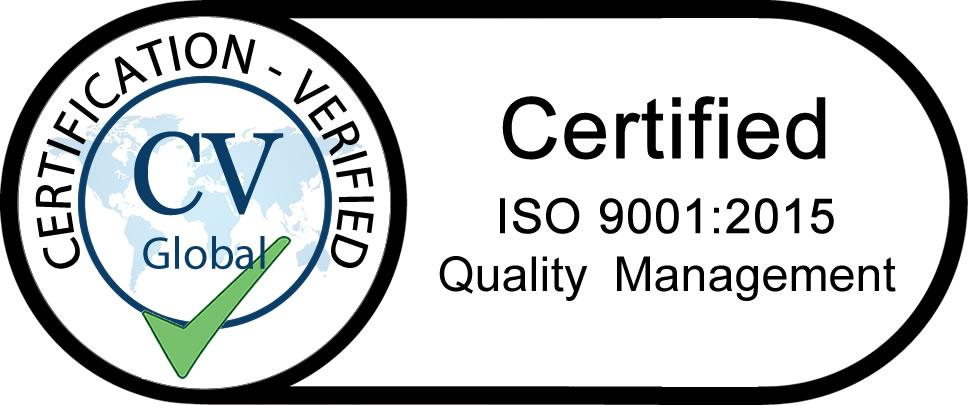 CERTIFICATION - VERIFIED
CV
Global
Certified
ISO 9001:2015
Quality Management